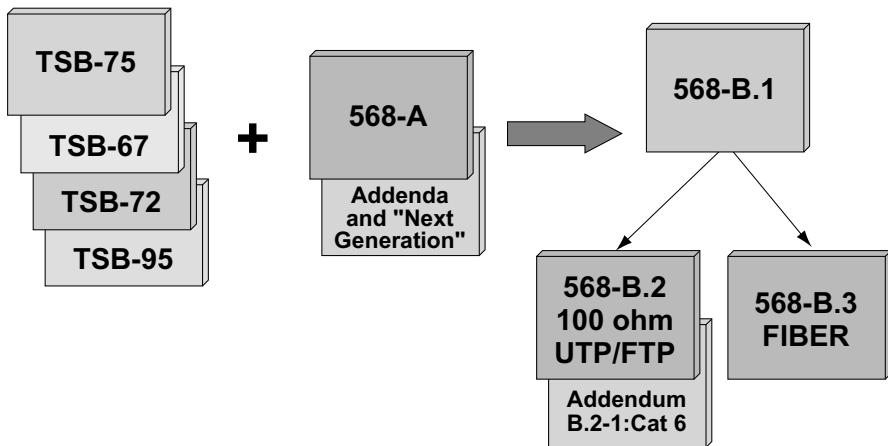 TSB-75
TSB-67
TSB-72
TSB-95
+
568-A
Addenda
and "Next
Generation"
568-B.1
568-B.2
100 ohm
UTP/FTP
Addendum
B.2-1:Cat 6
568-B.3
FIBER